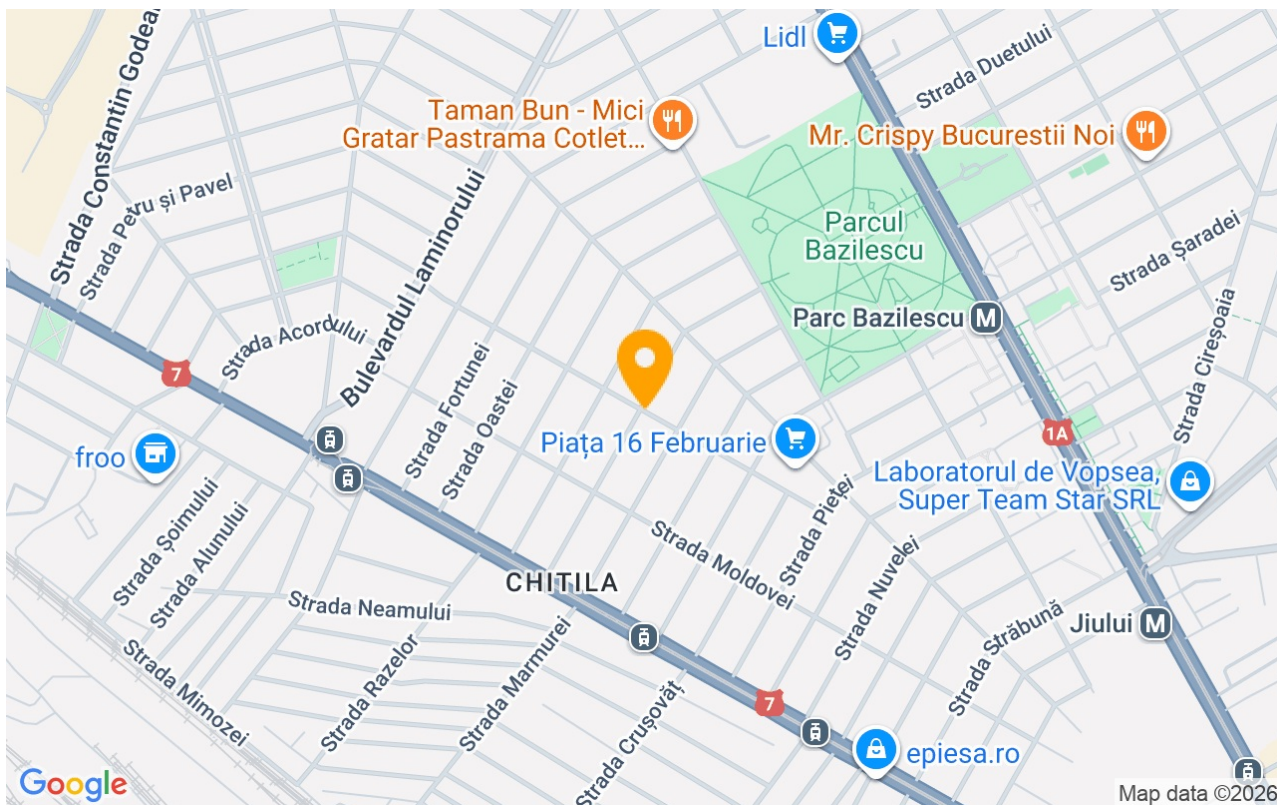 Lidl
Strada Duetului
Strada Constantin Godea
Taman Bun - Mici
Gratar Pastrama Cotlet...
Mr. Crispy Bucurestii Noi
Strada Petru și Pavel
Bulevardul Laminorului
Parcul
Bazilescu
Strada Șaradei
Parc Bazilescu
M
Strada Acordului
Strada Cireșoaia
7
Strada Fortunei
Strada Oastei
1A
froo
Piața 16 Februarie
Laboratorul de Vopsea,
Super Team Star SRL
Strada Șoimului
Strada Alunului
Strada Pieței
Strada Moldovei
CHITILA
Strada Nuvelei
Strada Neamului
Strada Străbună
Jiului
M
Strada Mimozei
Strada Razelor
Strada Marmurei
Strada Crușovăț
7
epiesa.ro
Google
Map data ©2026